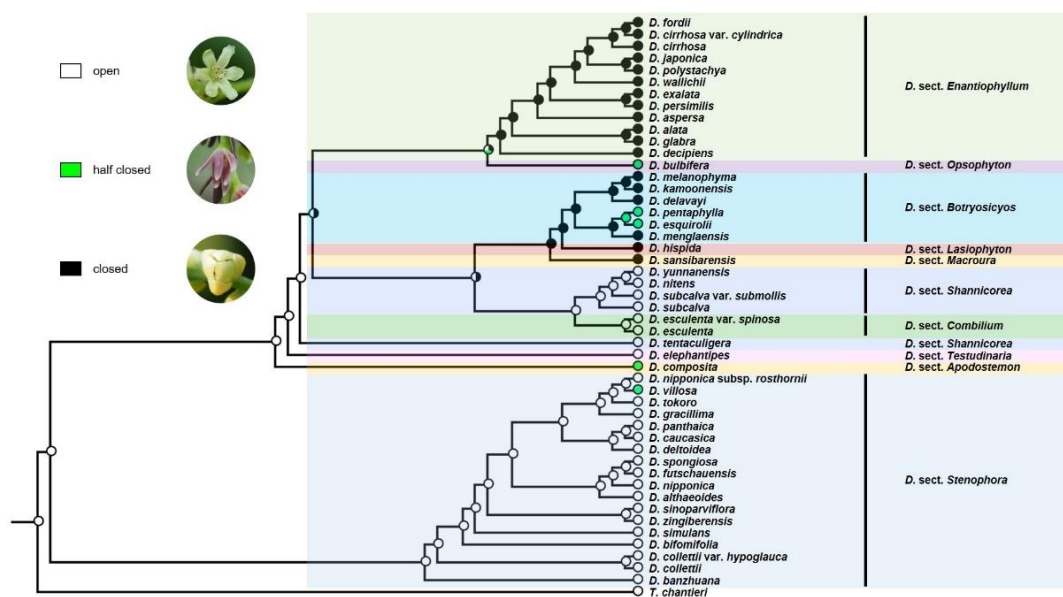 open
half closed
closed
D. fordii
D. cirrhosa var. cylindrica
D. cirrhosa
D. japonica
D. polystachya
D. wallichii
D. exalata
D. persimilis
D. aspersa
D. alata
D. glabra
D. decipiens
D. sect. Enantiophyllum
D. bulbifera
D. sect. Opsophyton
D. melanophyma
D. kamoonensis
D. delavayi
D. pentaphylla
D. esquirolii
D. menglaensis
D. sect. Botryosicyos
D. hispida
D. sect. Lasiophyton
D. sansibarensis
D. sect. Macroura
D. yunnanensis
D. nitens
D. subcalva var. submollis
D. subcalva
D. sect. Shannicorea
D. esculenta var. spinosa
D. esculenta
D. sect. Combilium
D. tentaculigera
D. sect. Shannicorea
D. elephantipes
D. sect. Testudinaria
D. composita
D. sect. Apodostemon
D. nipponica subsp. rosthornii
D. villosa
D. tokoro
D. gracillima
D. panthaica
D. caucasica
D. deltoidea
D. spongiosa
D. futschauensis
D. nipponica
D. althaeoides
D. sinoparviflora
D. zingiberensis
D. simulans
D. bifomifolia
D. collettii var. hypoglauca
D. collettii
D. banzhuana
D. sect. Stenophora
T. chantieri